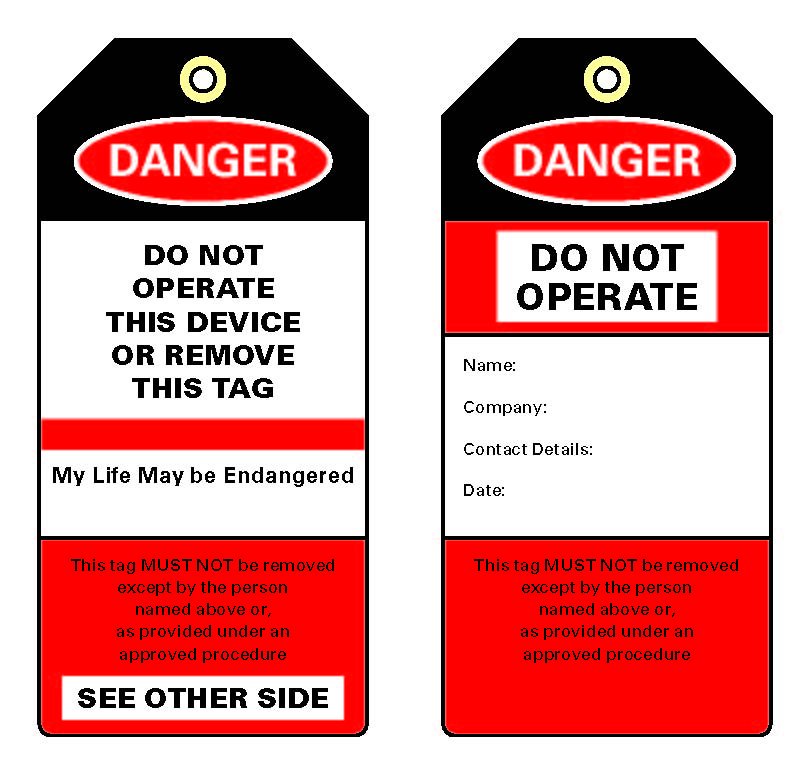 DANGER
DO NOT
OPERATE
THIS DEVICE
OR REMOVE
THIS TAG
My Life May be Endangered
This tag MUST NOT be removed
except by the person
named above or,
as provided under an
approved procedure
SEE OTHER SIDE
DANGER
DO NOT
OPERATE
Name:
Company:
Contact Details:
Date:
This tag MUST NOT be removed
except by the person
named above or,
as provided under an
approved procedure